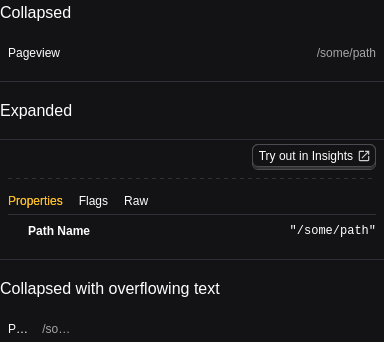 Collapsed
Pageview /some/path
Expanded
Try out in Insights
Properties Flags Raw
Path Name "/some/path"
Collapsed with overflowing text
P… /so…